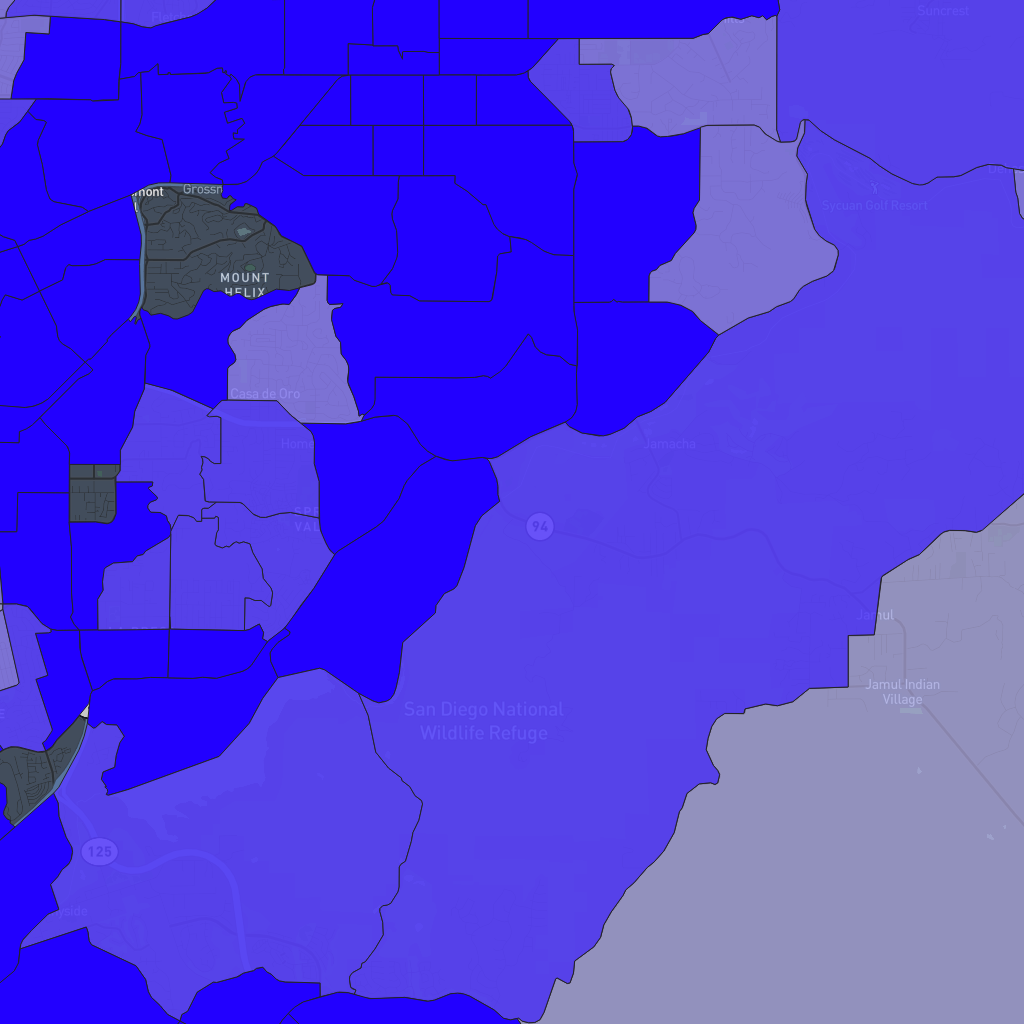 Suncrest
Sycuan Golf Resort
Grossm
MOUNT
HELIX
Casa de Oro
Jamacha
94
Jamul
Jamul Indian
Village
San Diego National
Wildlife Refuge
125